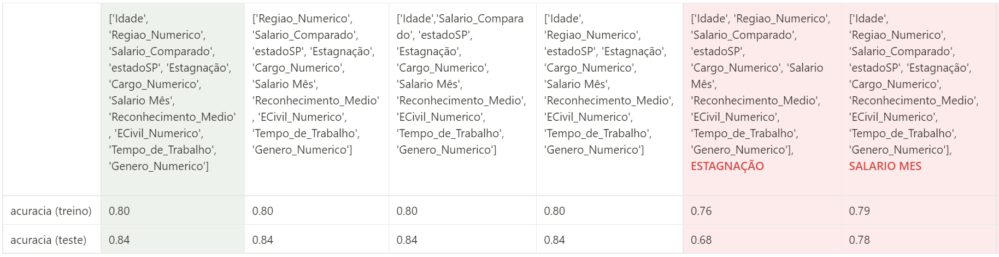 ['Idade',
'Regiao_Numerico',
'Salario_Comparado',
'estadoSP', 'Estagnação',
'Cargo_Numerico',
'Salario Mês',
'Reconhecimento_Medio'
, 'ECivil_Numerico',
'Tempo_de_Trabalho',
'Genero_Numerico’]
['Regiao_Numerico',
'Salario_Comparado',
'estadoSP', 'Estagnação',
'Cargo_Numerico',
'Salario Mês',
'Reconhecimento_Medio'
, 'ECivil_Numerico',
'Tempo_de_Trabalho',
'Genero_Numerico']
['Idade','Salario_Compara
do', 'estadoSP',
'Estagnação',
'Cargo_Numerico',
'Salario Mês',
'Reconhecimento_Medio',
'ECivil_Numerico',
'Tempo_de_Trabalho',
'Genero_Numerico']
['Idade',
'Regiao_Numerico',
'estadoSP', 'Estagnação',
'Cargo_Numerico',
'Salario Mês',
'Reconhecimento_Medio',
'ECivil_Numerico',
'Tempo_de_Trabalho',
'Genero_Numerico']
['Idade', 'Regiao_Numerico',
'Salario_Comparado',
'estadoSP',
'Cargo_Numerico', 'Salario
Mês',
'Reconhecimento_Medio',
'ECivil_Numerico',
'Tempo_de_Trabalho',
'Genero_Numerico'],
ESTAGNAÇÃO
['Idade',
'Regiao_Numerico',
'Salario_Comparado',
'estadoSP', 'Estagnação',
'Cargo_Numerico',
'Reconhecimento_Medio',
'ECivil_Numerico',
'Tempo_de_Trabalho',
'Genero_Numerico'],
SALARIO MES
acuracia (treino) 0.80 0.80 0.80 0.80 0.76 0.79
acuracia (teste) 0.84 0.84 0.84 0.84 0.68 0.78